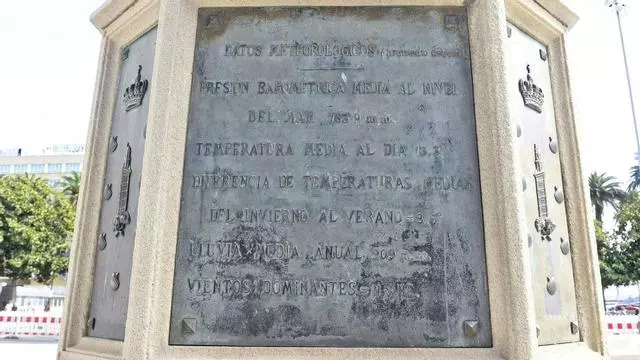 DATOS METEOROLOGICOS
PRESION BAROMETRICA MEDIA AL NIVEL
DEL MAR
TEMPERATURA MEDIA AL DIA
DIFERENCIA DE TEMPERATURAS MEDIAS
DEL INVIERNO AL VERANO
LLUVIA MEDIA ANUAL
VIENTOS DOMINANTES